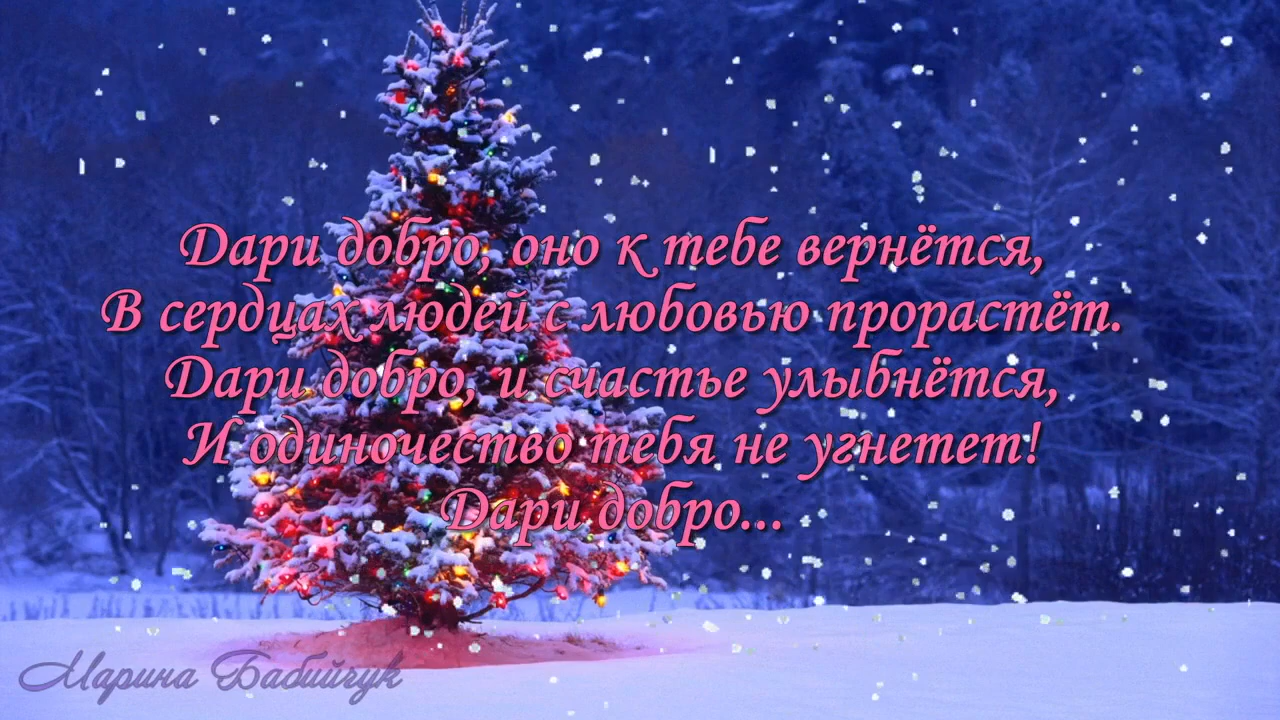 Дари добро, оно к тебе вернётся,
В сердцах людей с любовью прорастёт.
Дари добро, и счастье улыбнётся,
И одиночество тебя не угнетет!
Дари добро...
Марина Бабийчук